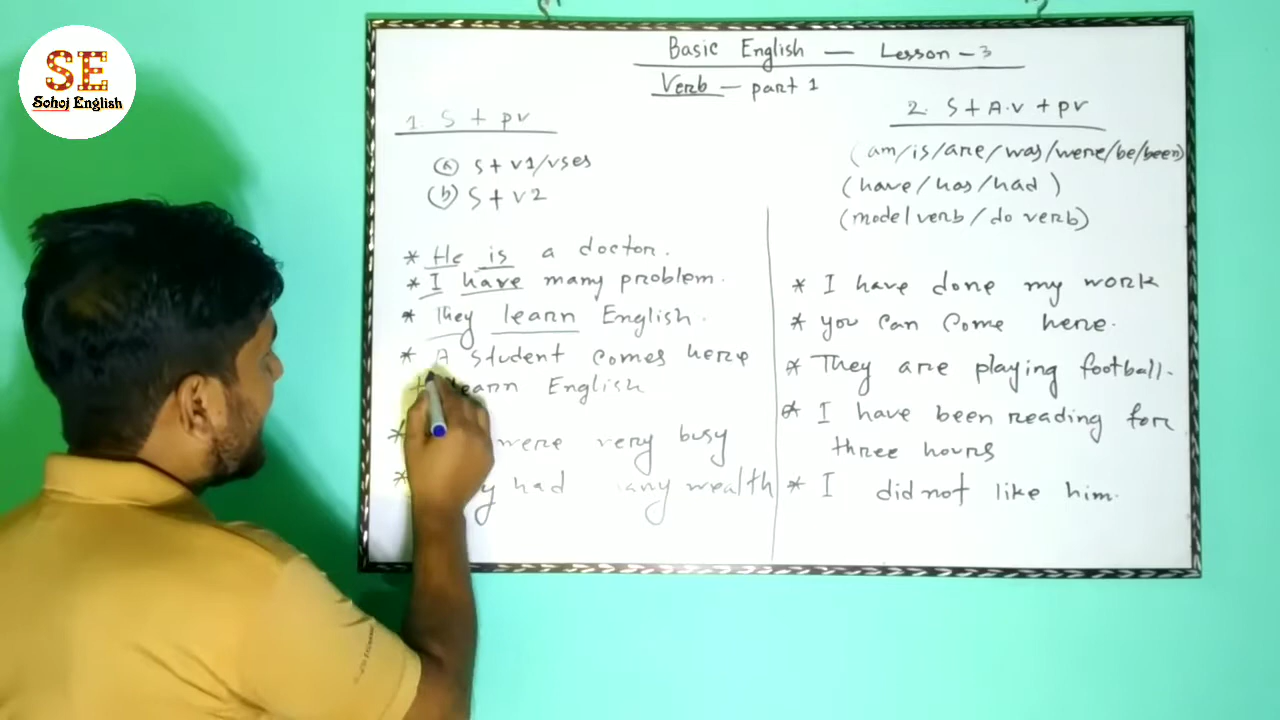 SE
Sohoj English
Basic English — Lesson - 3
Verb — part 1
1. S + pv
(a) S + v1/vses
(b) S + v2
* He is a doctor.
* I have many problem.
* They learn English.
* A student comes here
learn English
* were very busy
* had wealth
2. S + A.v + pv
(am/is/are/was/were/be/been)
(have/has/had)
(model verb/do verb)
* I have done my work
* you can come here.
* They are playing football.
* I have been reading for
three hours
* I did not like him.